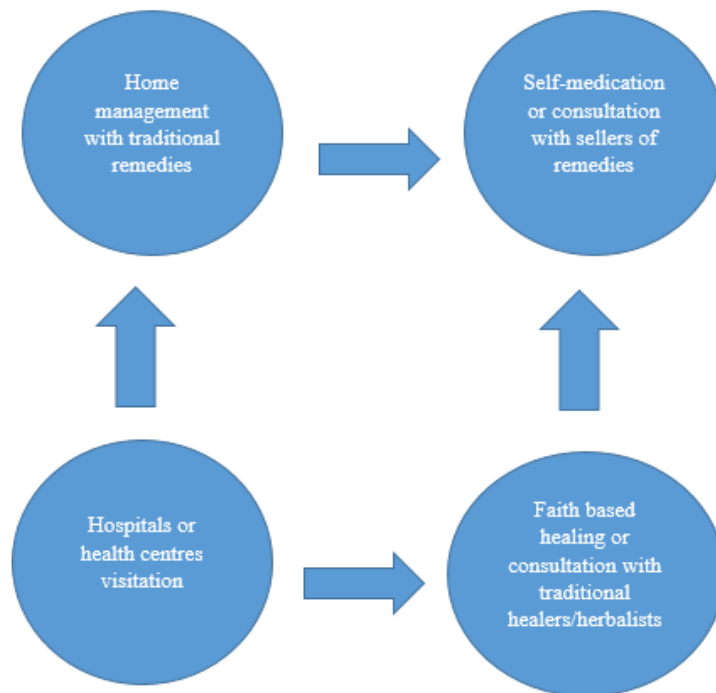 Home
management
with traditional
remedies
Self-medication
or consultation
with sellers of
remedies
Hospitals or
health centres
visitation
Faith based
healing or
consultation with
traditional
healers/herbalists